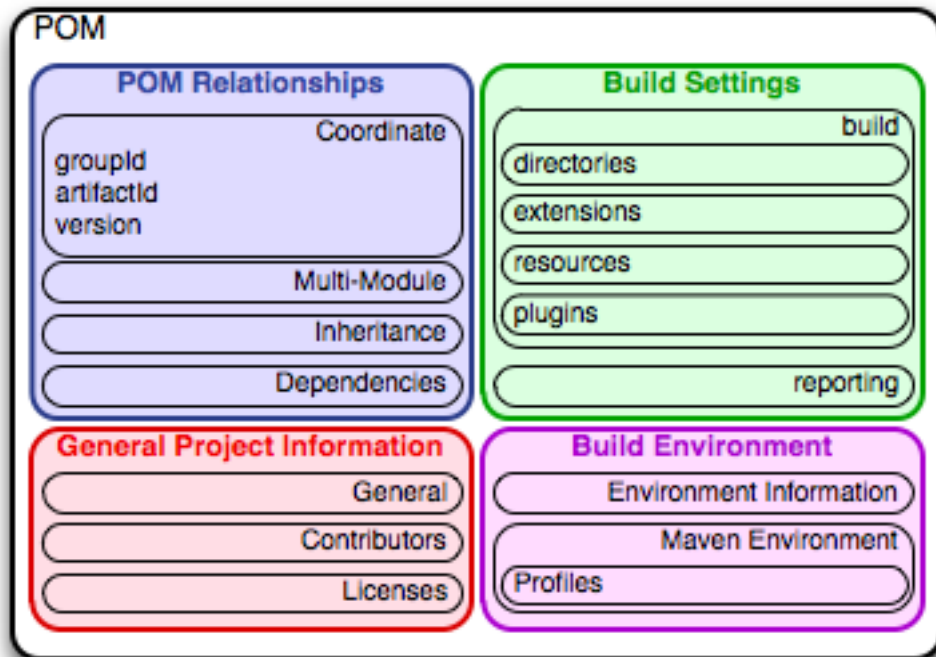 POM
POM Relationships
Coordinate
groupId
artifactId
version
Multi-Module
Inheritance
Dependencies
Build Settings
build
directories
extensions
resources
plugins
reporting
General Project Information
General
Contributors
Licenses
Build Environment
Environment Information
Maven Environment
Profiles